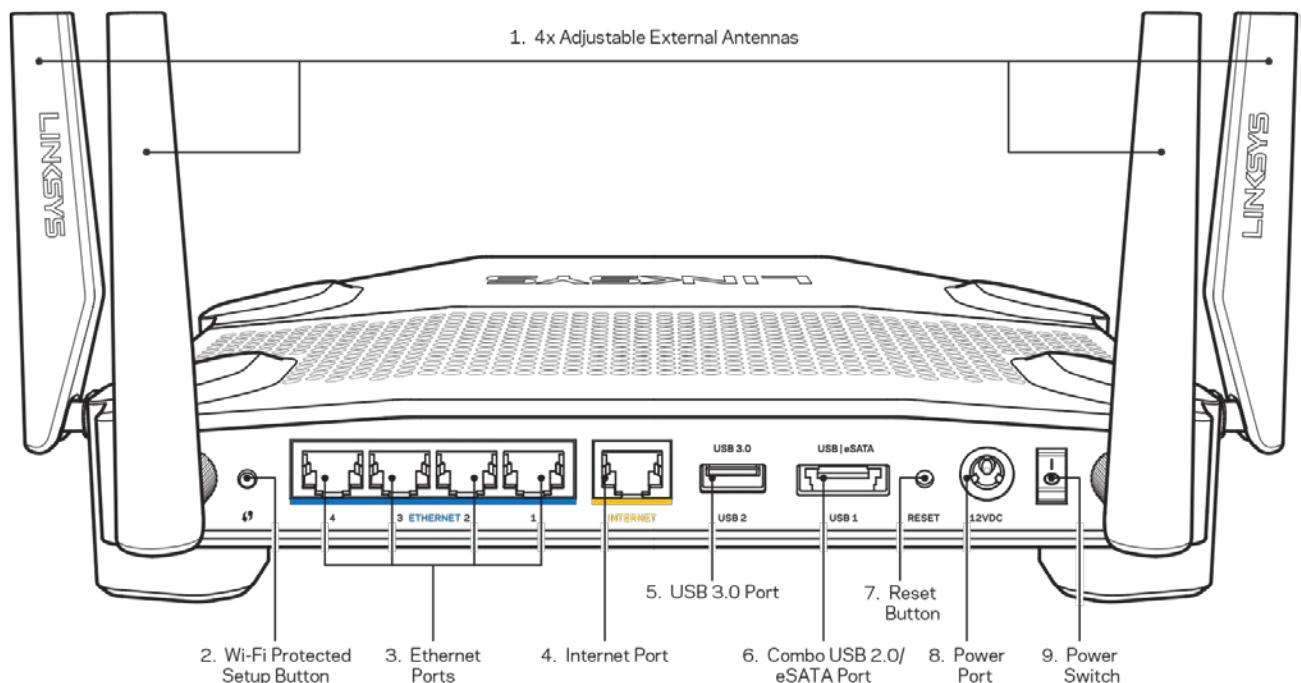 1. 4x Adjustable External Antennas
LINKSYS
LINKSYS
LINKSYS
USB 3.0
USB | eSATA
4
3 ETHERNET 2
1
INTERNET
USB 2
USB 1
RESET
12VDC
5. USB 3.0 Port
7. Reset
Button
2. Wi-Fi Protected
Setup Button
3. Ethernet
Ports
4. Internet Port
6. Combo USB 2.0/
eSATA Port
8. Power
Port
9. Power
Switch